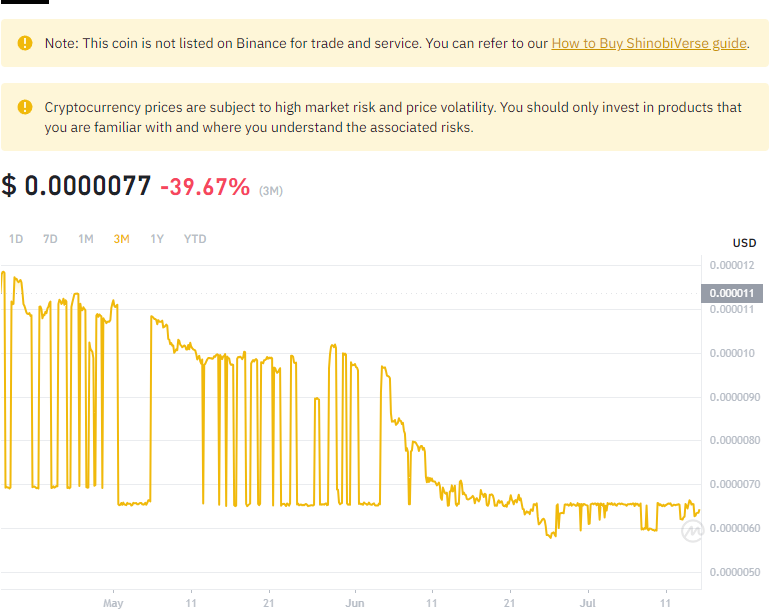 Note: This coin is not listed on Binance for trade and service. You can refer to our How to Buy ShinobiVerse guide.
Cryptocurrency prices are subject to high market risk and price volatility. You should only invest in products that
you are familiar with and where you understand the associated risks.
$ 0.0000077 -39.67% (3M)
1D 7D 1M 3M 1Y YTD
USD
0.000012
0.000011
0.000011
0.000010
0.0000090
0.0000080
0.0000070
0.0000060
0.0000050
May 11 21 Jun 11 21 Jul 11